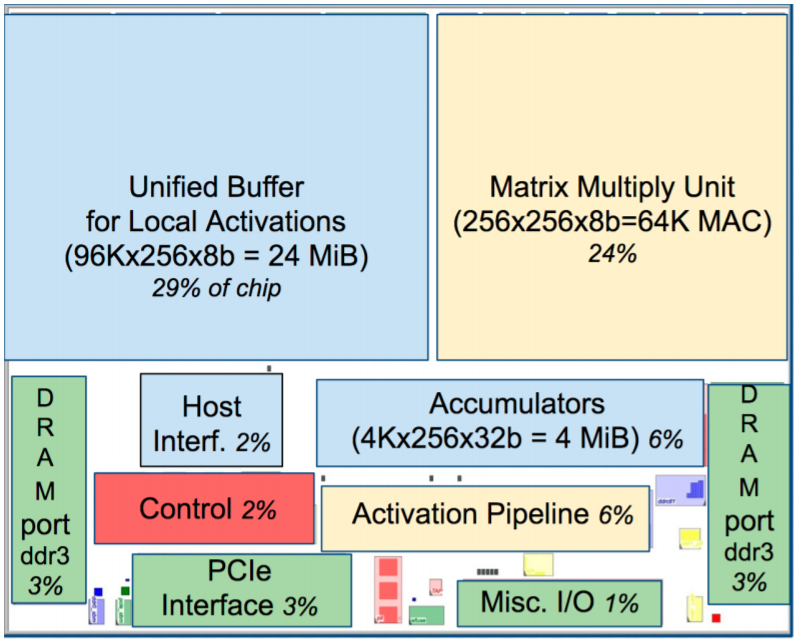 Unified Buffer
for Local Activations
(96Kx256x8b = 24 MiB)
29% of chip
Matrix Multiply Unit
(256x256x8b=64K MAC)
24%
D
R
A
M
port
ddr3
3%
Host
Interf. 2%
Accumulators
(4Kx256x32b = 4 MiB) 6%
Control 2%
Activation Pipeline 6%
PCIe
Interface 3%
Misc. I/O 1%
D
R
A
M
port
ddr3
3%